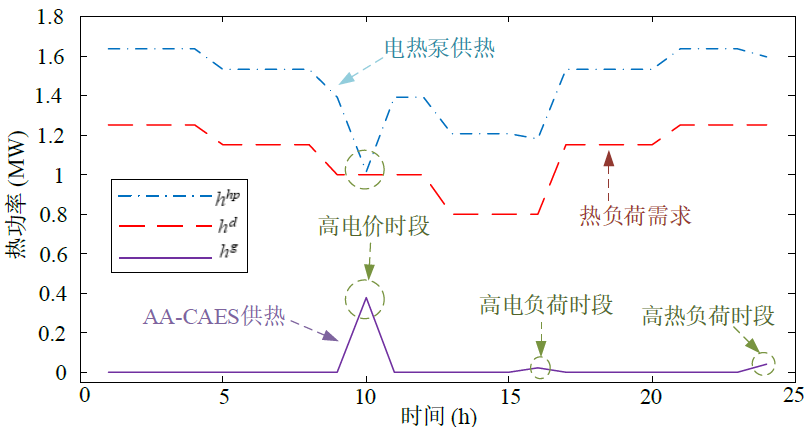 1.8
电热泵供热
1.6
1.4
1.2
1
0.8
0.6
0.4
0.2
0
热功率 (MW)
h^hp
h^d
h^g
高电价时段
热负荷需求
AA-CAES供热
高电负荷时段
高热负荷时段
0
5
10
15
20
25
时间 (h)